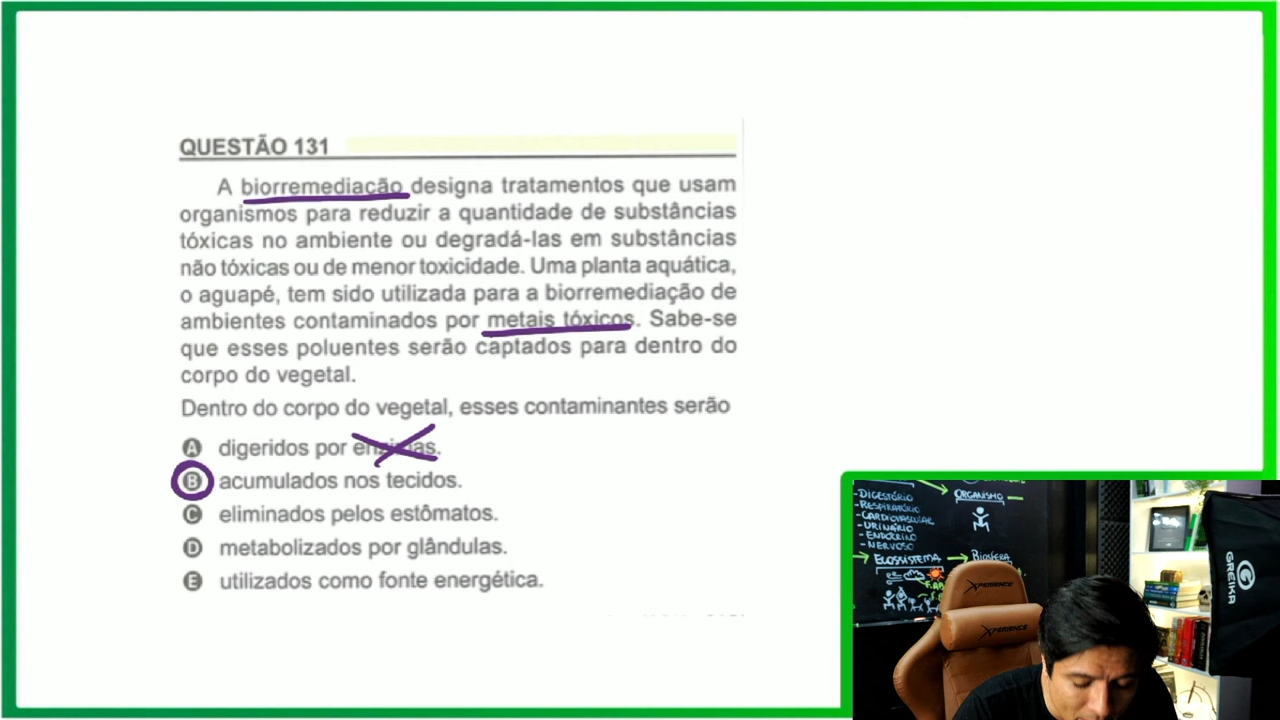 QUESTÃO 131
A biorremediação designa tratamentos que usam
organismos para reduzir a quantidade de substâncias
tóxicas no ambiente ou degradá-las em substâncias
não tóxicas ou de menor toxicidade. Uma planta aquática,
o aguapé, tem sido utilizada para a biorremediação de
ambientes contaminados por metais tóxicos. Sabe-se
que esses poluentes serão captados para dentro do
corpo do vegetal.
Dentro do corpo do vegetal, esses contaminantes serão
A digeridos por enzimas.
B acumulados nos tecidos.
C eliminados pelos estômatos.
D metabolizados por glândulas.
E utilizados como fonte energética.
-DIGESTÓRIO
-RESPIRATÓRIO
-CARDIOVASCULAR
-URINÁRIO
-ENDÓCRINO
-NERVOSO
ORGANISMO
ECOSSISTEMA
BIOSFERA
XPERIENCE
XPERIENCE
GREIKA